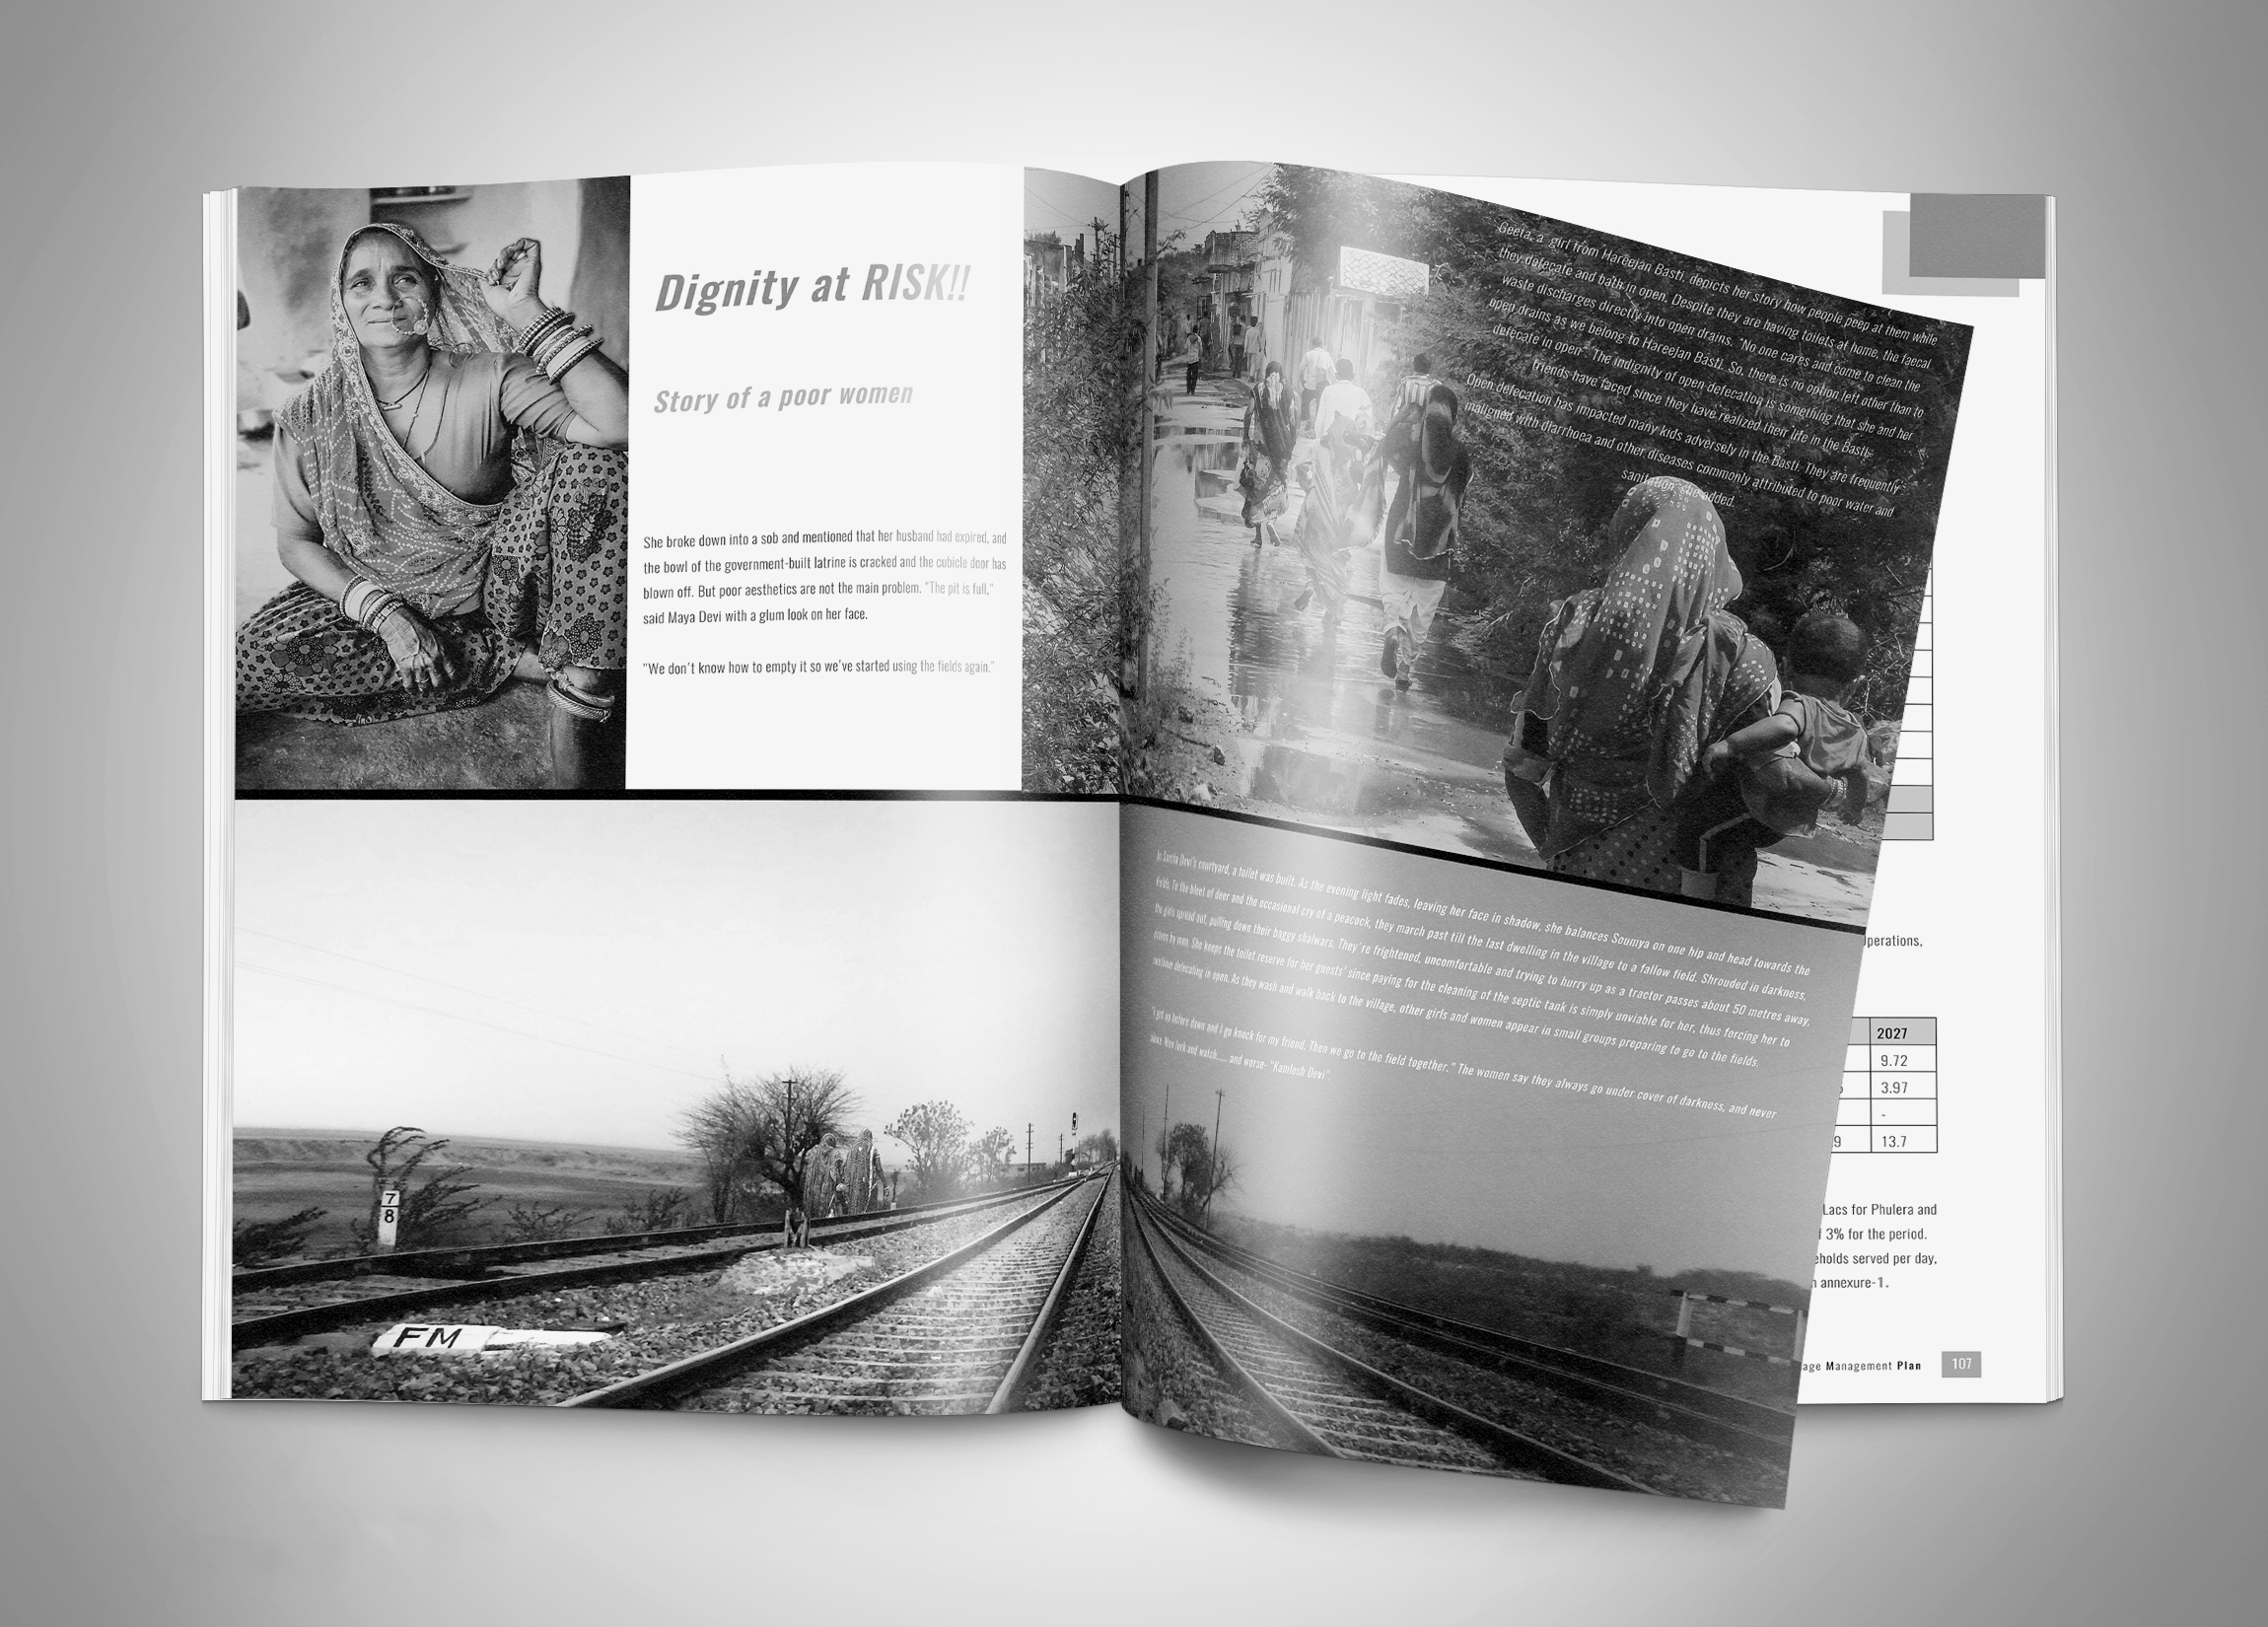 Dignity at RISK!!
Story of a poor women
She broke down into a sob and mentioned that her husband had expired, and
the bowl of the government-built latrine is cracked and the cubicle door has
blown off. But poor aesthetics are not the main problem. "The pit is full,"
said Maya Devi with a glum look on her face.
"We don't know how to empty it so we've started using the fields again."
7
8
FM
Geeta, a girl from Hareejan Basti, depicts her story how people peep at them while
they defecate and bath in open. Despite they are having toilets at home, the faecal
waste discharges directly into open drains. "No one cares and come to clean the
open drains as we belong to Hareejan Basti. So, there is no option left other than to
defecate in open". The indignity of open defecation is something that she and her
friends have faced since they have realized their life in the Basti.
Open defecation has impacted many kids adversely in the Basti. They are frequently
maligned with diarrhoea and other diseases commonly attributed to poor water and
sanitation, she added.
In Sunita Devi's courtyard, a toilet was built. As the evening light fades, leaving her face in shadow, she balances Soumya on one hip and head towards the
fields. To the bleet of deer and the occasional cry of a peacock, they march past till the last dwelling in the village to a fallow field. Shrouded in darkness,
the girls spread out, pulling down their baggy shalwars. They're frightened, uncomfortable and trying to hurry up as a tractor passes about 50 metres away,
driven by men. She keeps the toilet reserve for her guests' since paying for the cleaning of the septic tank is simply unviable for her, thus forcing her to
continue defecating in open. As they wash and walk back to the village, other girls and women appear in small groups preparing to go to the fields.
"I get up before dawn and I go knock for my friend. Then we go to the field together." The women say they always go under cover of darkness, and never
alone. Men lurk and watch..... and worse- "Kamlesh Devi".
perations,
2027
9.72
3.97
-
9 13.7
Lacs for Phulera and
3% for the period.
eholds served per day,
annexure-1.
age Management Plan 107